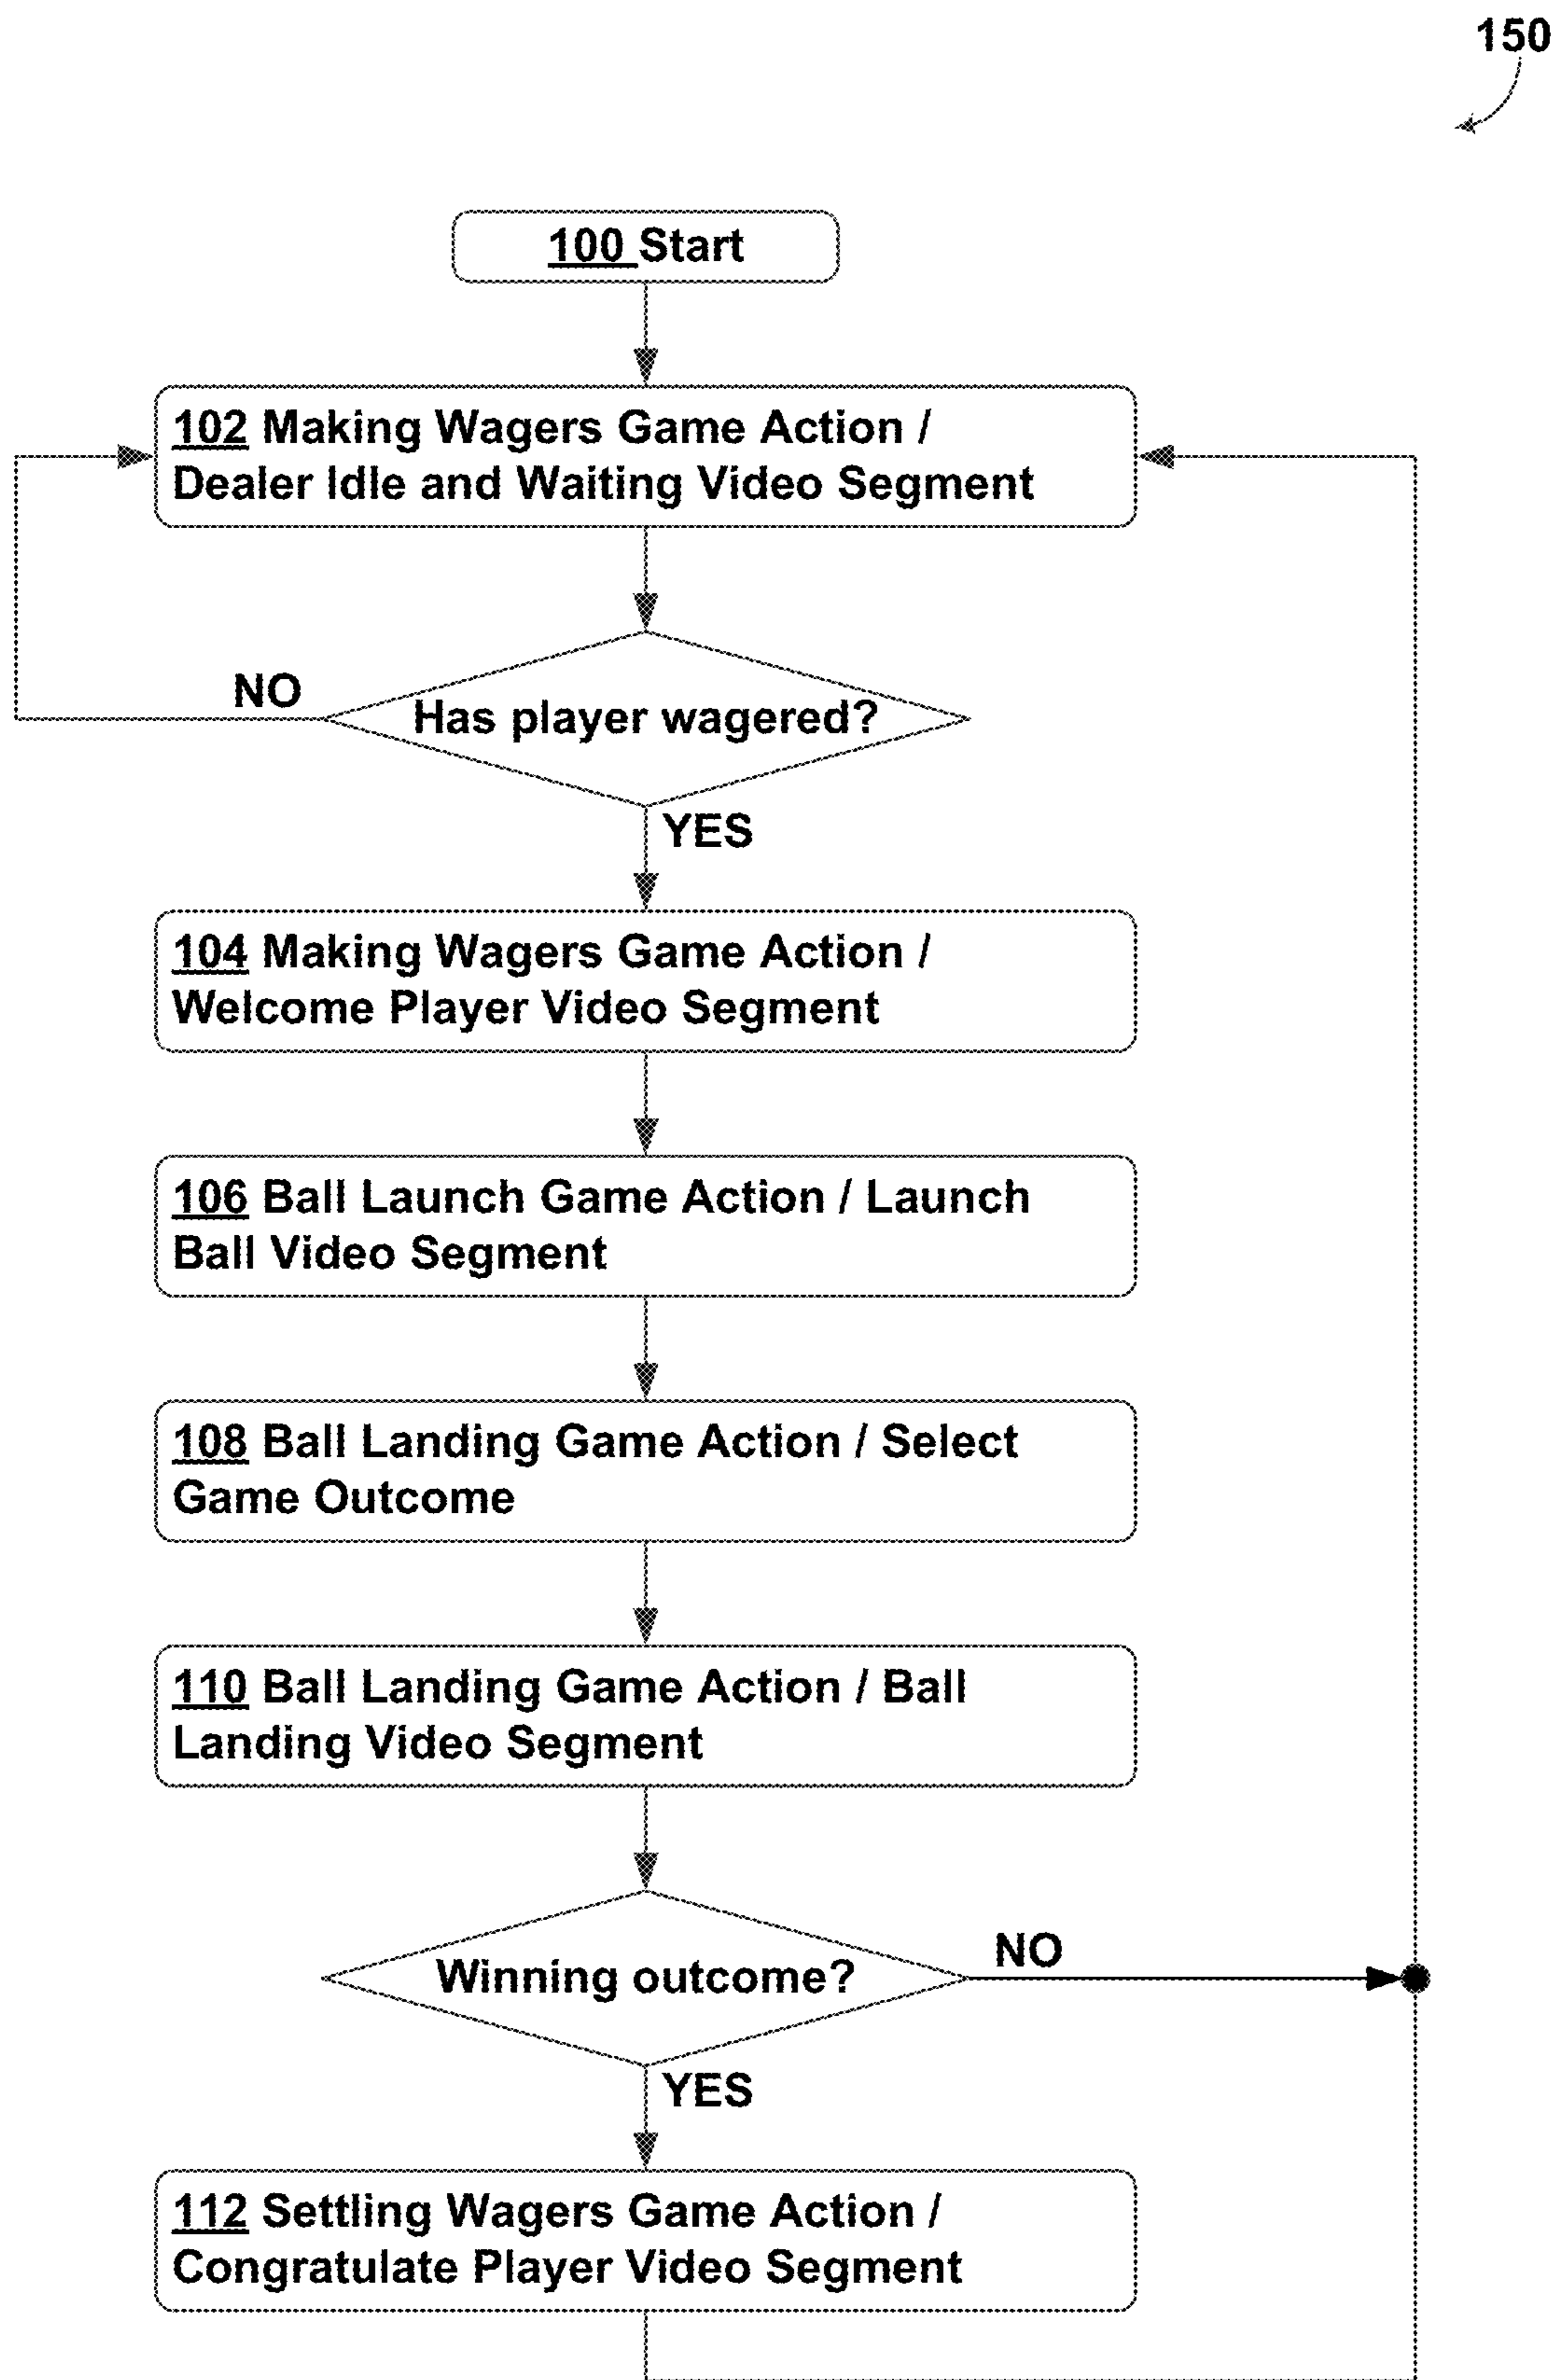 150
100 Start
102 Making Wagers Game Action /
Dealer Idle and Waiting Video Segment
NO
Has player wagered?
YES
104 Making Wagers Game Action /
Welcome Player Video Segment
106 Ball Launch Game Action / Launch
Ball Video Segment
108 Ball Landing Game Action / Select
Game Outcome
110 Ball Landing Game Action / Ball
Landing Video Segment
NO
Winning outcome?
YES
112 Settling Wagers Game Action /
Congratulate Player Video Segment